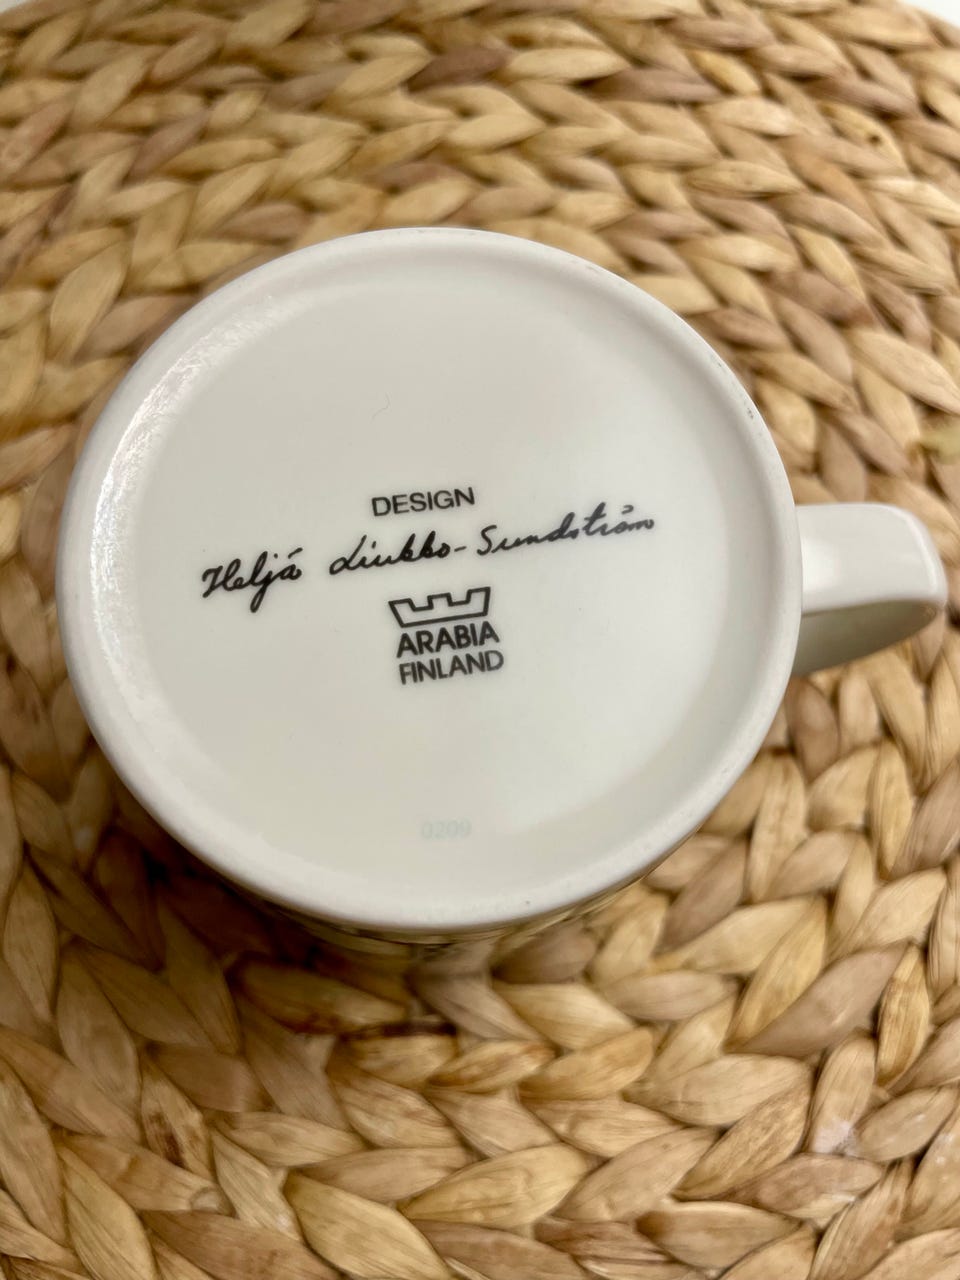 DESIGN
Heljä Liukko-Sundström
ARABIA
FINLAND
0209